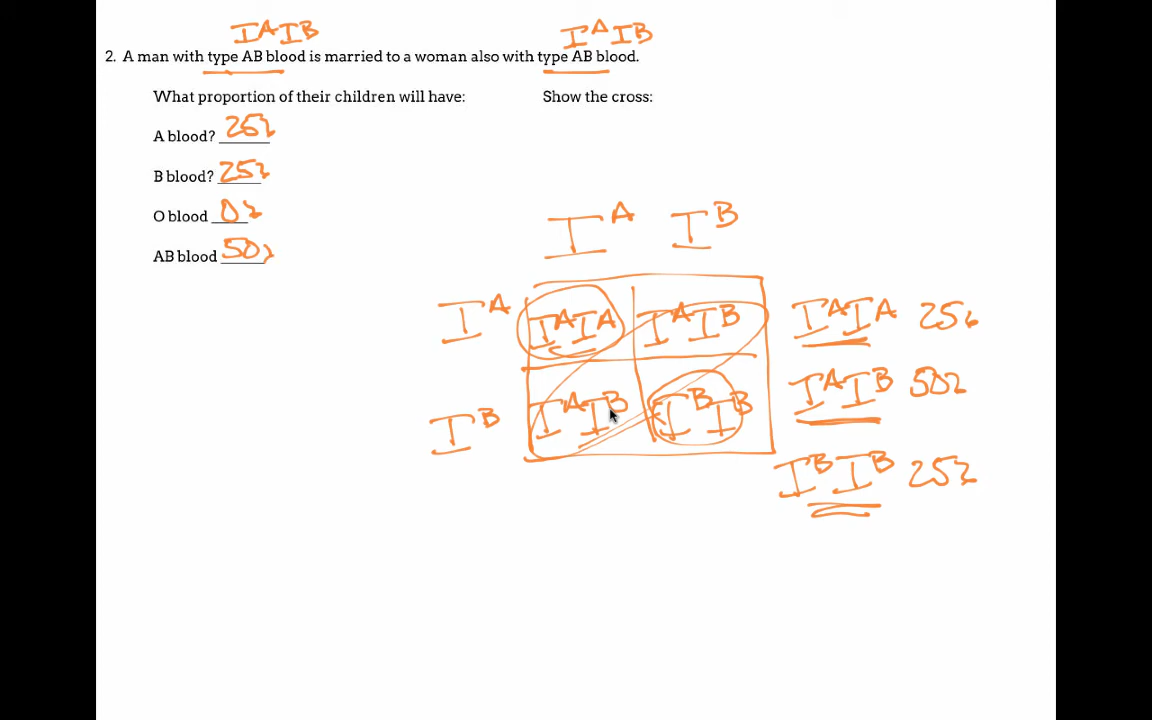 IAIB IAIB
2. A man with type AB blood is married to a woman also with type AB blood.
What proportion of their children will have: Show the cross:
A blood? 25%
B blood? 25%
O blood 0%
AB blood 50%
IA IB
IA IAIA IAIB IAIA 25%
IB IAIB IBIB IAIB 50%
IBIB 25%